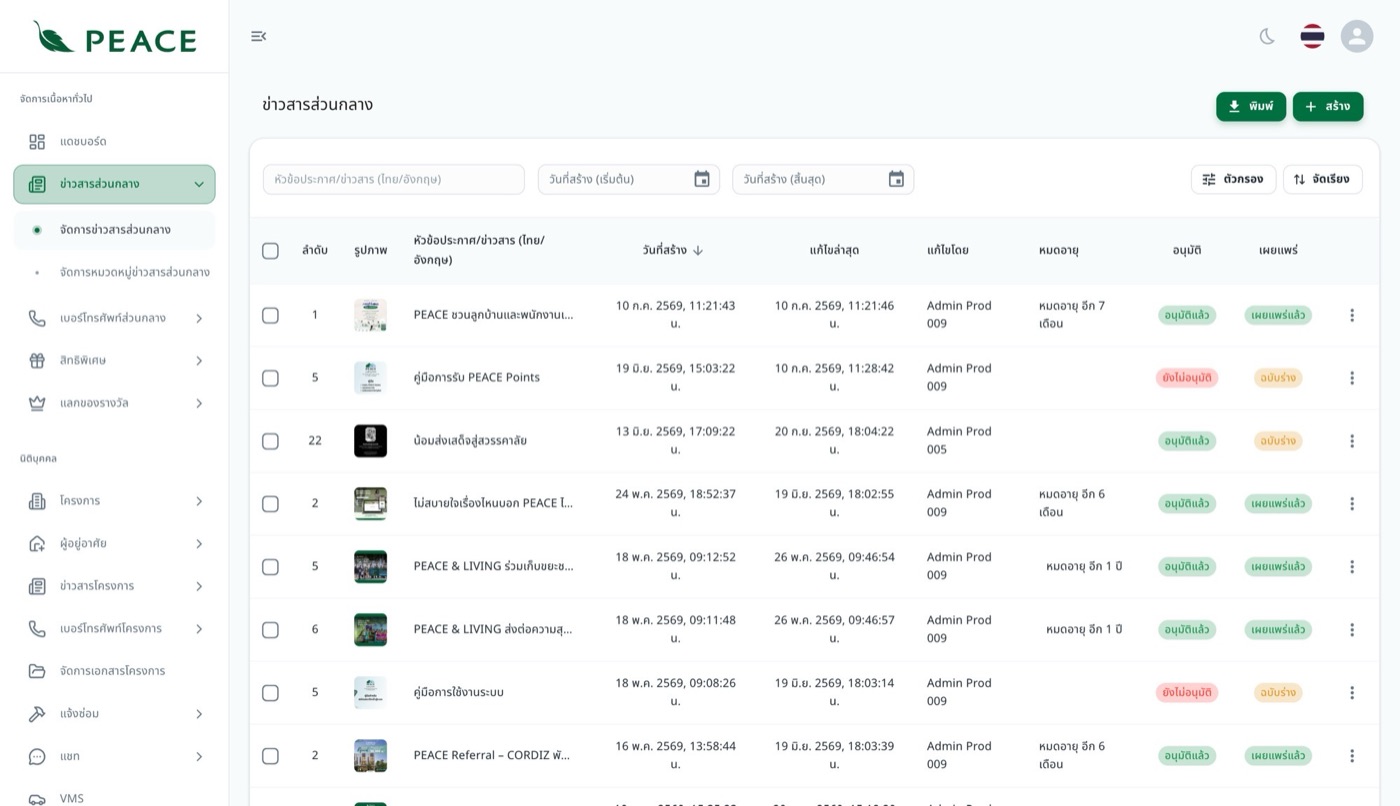 PEACE
จัดการเนื้อหาทั่วไป
แดชบอร์ด
ข่าวสารส่วนกลาง
จัดการข่าวสารส่วนกลาง
จัดการหมวดหมู่ข่าวสารส่วนกลาง
เบอร์โทรศัพท์ส่วนกลาง
สิทธิพิเศษ
แลกของรางวัล
นิติบุคคล
โครงการ
ผู้อยู่อาศัย
ข่าวสารโครงการ
เบอร์โทรศัพท์โครงการ
จัดการเอกสารโครงการ
แจ้งซ่อม
แชท
VMS
ข่าวสารส่วนกลาง
พิมพ์
สร้าง
หัวข้อประกาศ/ข่าวสาร (ไทย/อังกฤษ)
วันที่สร้าง (เริ่มต้น)
วันที่สร้าง (สิ้นสุด)
ตัวกรอง
จัดเรียง
ลำดับ รูปภาพ หัวข้อประกาศ/ข่าวสาร (ไทย/
อังกฤษ)
วันที่สร้าง แก้ไขล่าสุด แก้ไขโดย หมดอายุ อนุมัติ เผยแพร่
1 PEACE ชวนลูกบ้านและพนักงานเ... 10 ก.ค. 2569, 11:21:43 10 ก.ค. 2569, 11:21:46 Admin Prod หมดอายุ อีก 7 อนุมัติแล้ว เผยแพร่แล้ว
น. น. 009 เดือน
5 คู่มือการรับ PEACE Points 19 มิ.ย. 2569, 15:03:22 10 ก.ค. 2569, 11:28:42 Admin Prod ยังไม่อนุมัติ ฉบับร่าง
น. น. 009
22 น้อมส่งเสด็จสู่สวรรคาลัย 13 มิ.ย. 2569, 17:09:22 20 ก.ย. 2569, 18:04:22 Admin Prod อนุมัติแล้ว ฉบับร่าง
น. น. 005
2 ไม่สบายใจเรื่องไหนบอก PEACE ไ... 24 พ.ค. 2569, 18:52:37 19 มิ.ย. 2569, 18:02:55 Admin Prod หมดอายุ อีก 6 อนุมัติแล้ว เผยแพร่แล้ว
น. น. 009 เดือน
5 PEACE & LIVING ร่วมเก็บขยะช... 18 พ.ค. 2569, 09:12:52 26 พ.ค. 2569, 09:46:54 Admin Prod หมดอายุ อีก 1 ปี อนุมัติแล้ว เผยแพร่แล้ว
น. น. 009
6 PEACE & LIVING ส่งต่อความสุ... 18 พ.ค. 2569, 09:11:48 26 พ.ค. 2569, 09:46:57 Admin Prod หมดอายุ อีก 1 ปี อนุมัติแล้ว เผยแพร่แล้ว
น. น. 009
5 คู่มือการใช้งานระบบ 18 พ.ค. 2569, 09:08:26 19 มิ.ย. 2569, 18:03:14 Admin Prod ยังไม่อนุมัติ ฉบับร่าง
น. น. 009
2 PEACE Referral – CORDIZ พั... 16 พ.ค. 2569, 13:58:44 19 มิ.ย. 2569, 18:03:39 Admin Prod หมดอายุ อีก 6 อนุมัติแล้ว เผยแพร่แล้ว
น. น. 009 เดือน